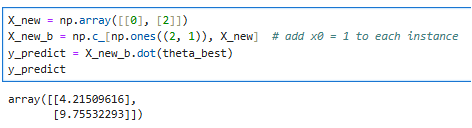 X_new = np.array([[0], [2]])
X_new_b = np.c_[np.ones((2, 1)), X_new]  # add x0 = 1 to each instance
y_predict = X_new_b.dot(theta_best)
y_predict
array([[4.21509616],
       [9.75532293]])